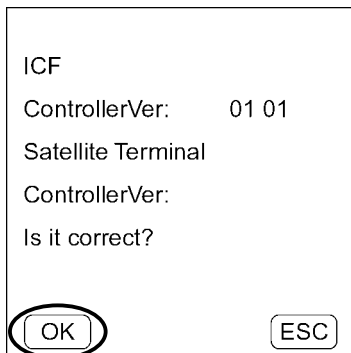 ICF
ControllerVer: 01 01
Satellite Terminal
ControllerVer:
Is it correct?
OK ESC